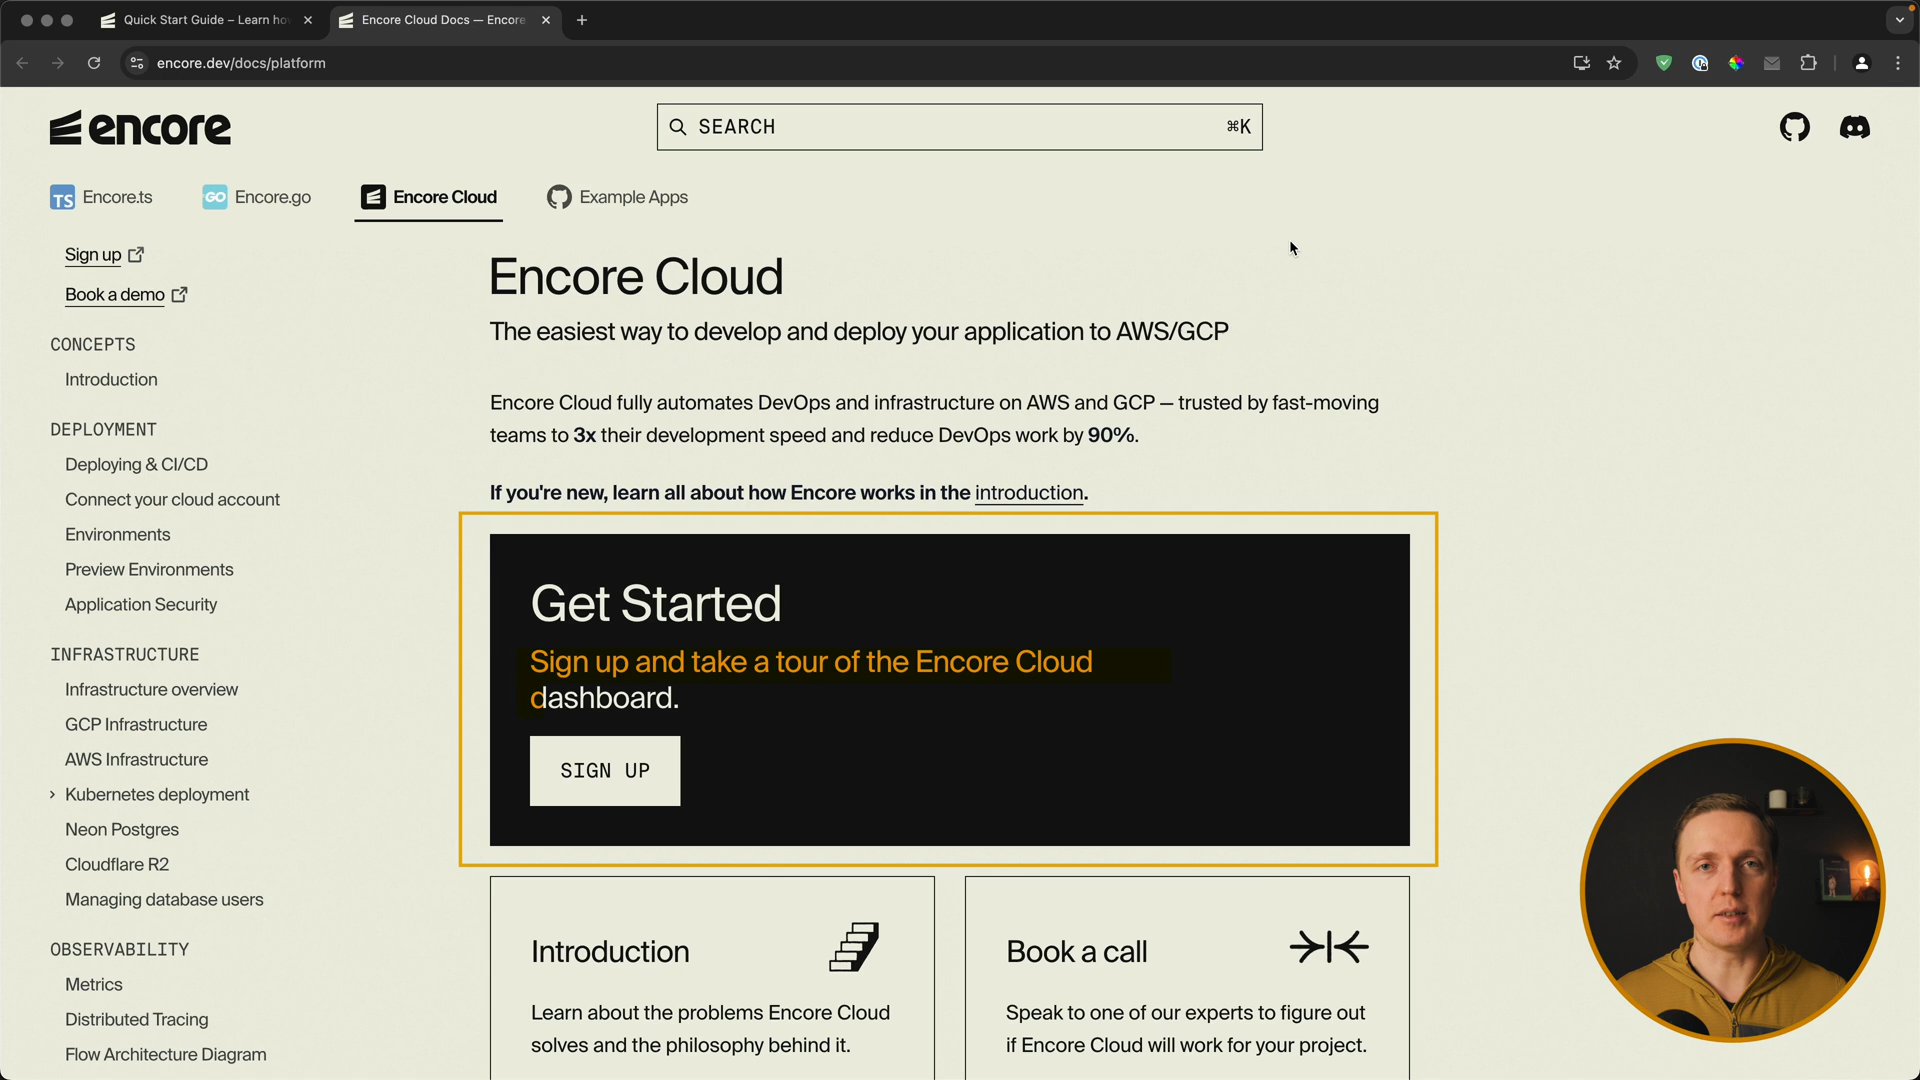 Quick Start Guide – Learn ho
Encore Cloud Docs — Encore
encore.dev/docs/platform
encore
SEARCH
⌘K
TS Encore.ts
GO Encore.go
Encore Cloud
Example Apps
Sign up
Book a demo
CONCEPTS
Introduction
DEPLOYMENT
Deploying & CI/CD
Connect your cloud account
Environments
Preview Environments
Application Security
INFRASTRUCTURE
Infrastructure overview
GCP Infrastructure
AWS Infrastructure
Kubernetes deployment
Neon Postgres
Cloudflare R2
Managing database users
OBSERVABILITY
Metrics
Distributed Tracing
Flow Architecture Diagram
Encore Cloud
The easiest way to develop and deploy your application to AWS/GCP
Encore Cloud fully automates DevOps and infrastructure on AWS and GCP — trusted by fast-moving
teams to 3x their development speed and reduce DevOps work by 90%.
If you're new, learn all about how Encore works in the introduction.
Get Started
Sign up and take a tour of the Encore Cloud
dashboard.
SIGN UP
Introduction
Learn about the problems Encore Cloud
solves and the philosophy behind it.
Book a call
Speak to one of our experts to figure out
if Encore Cloud will work for your project.